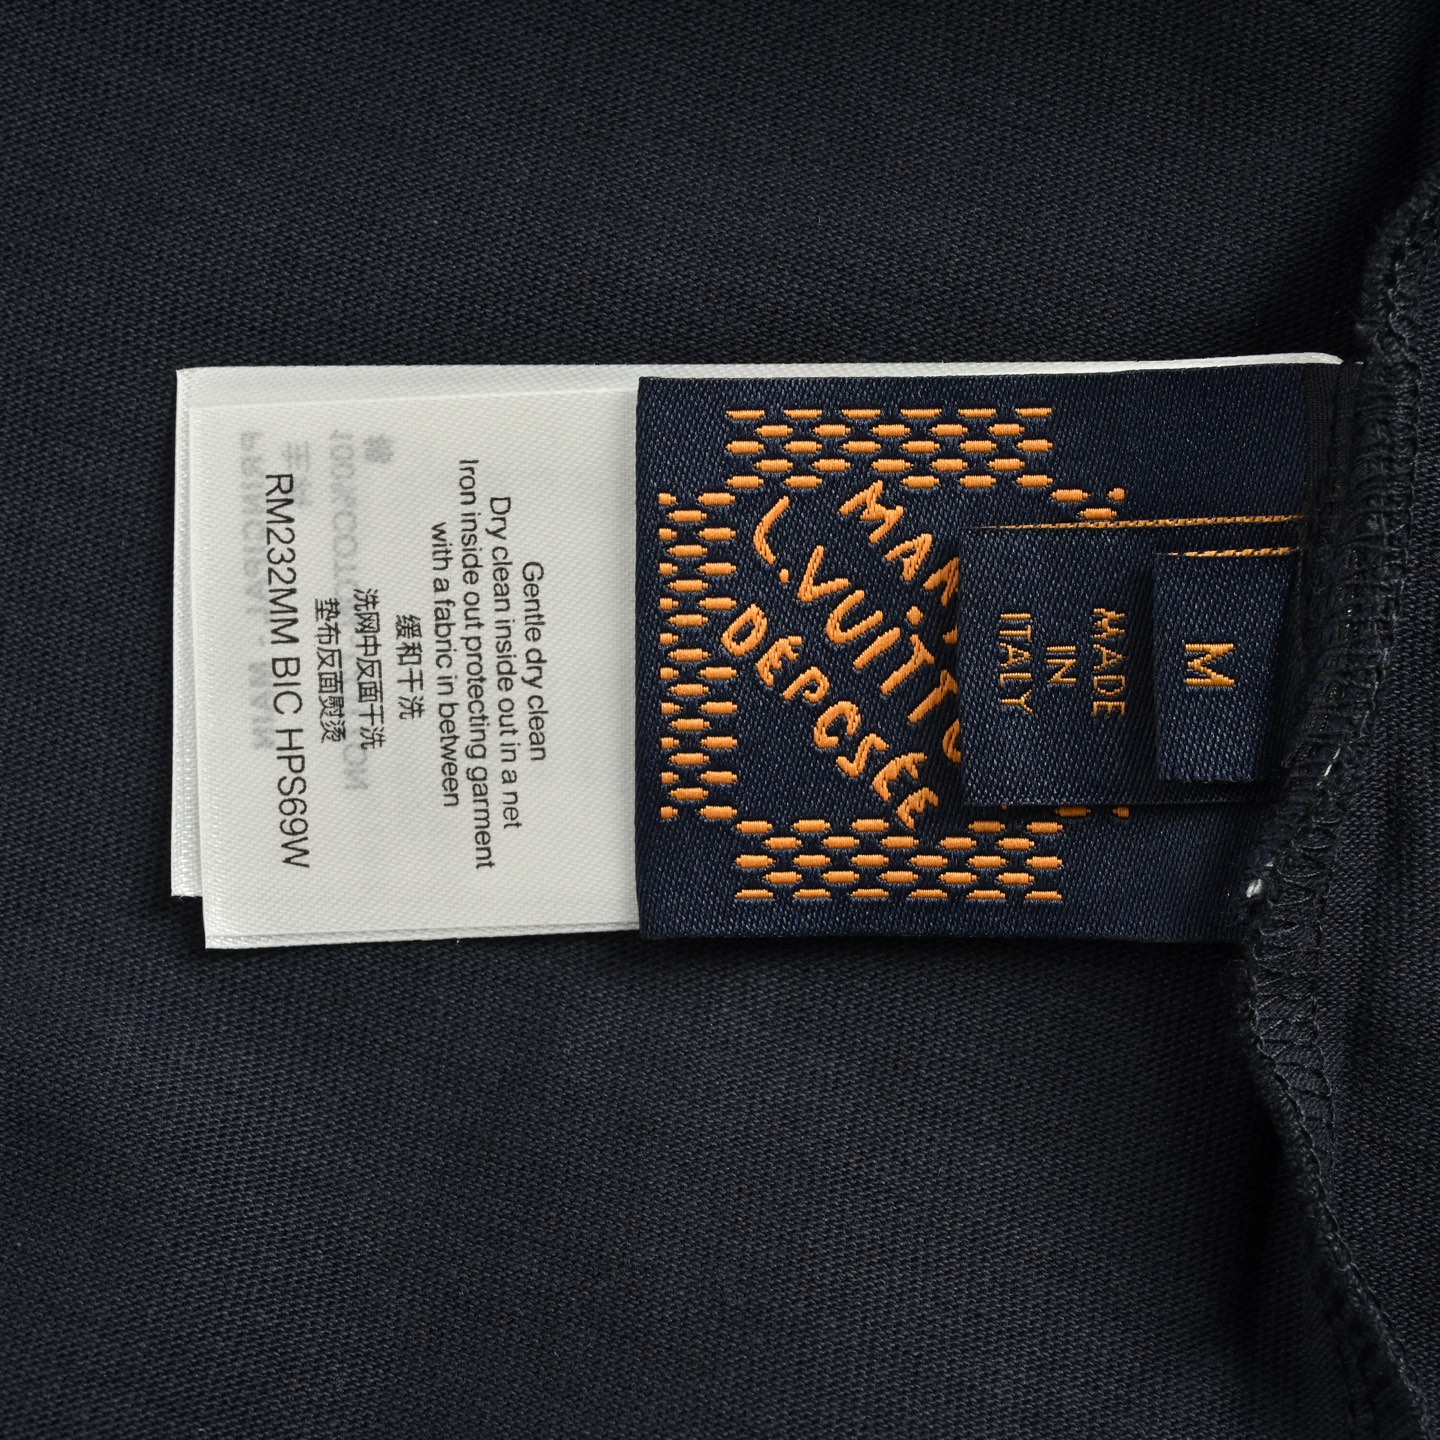 Gentle dry clean
Dry clean inside out in a net
Iron inside out protecting garment
with a fabric in between
缓和干洗
洗网中反面干洗
垫布反面熨烫
RM232MM BIC HPS69W
L.VUITTO
DEPCSÉE
MADE
IN
ITALY
M